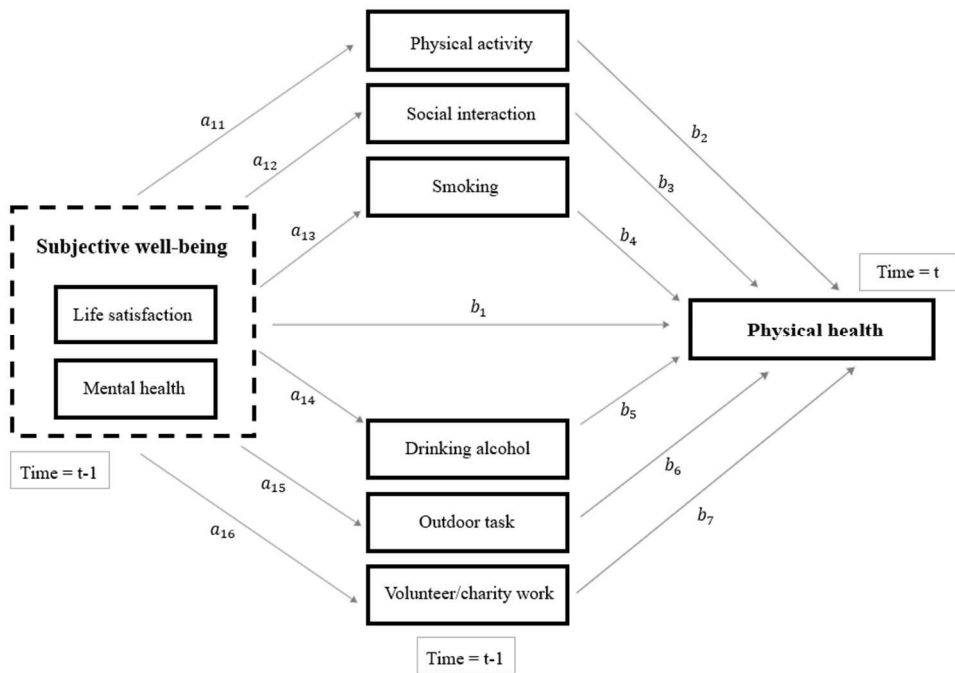 Physical activity
Social interaction
Smoking
a₁₁
a₁₂
a₁₃
b₂
b₃
b₄
Subjective well-being
Life satisfaction
Mental health
Time = t-1
b₁
Time = t
Physical health
a₁₄
a₁₅
a₁₆
b₅
b₆
b₇
Drinking alcohol
Outdoor task
Volunteer/charity work
Time = t-1